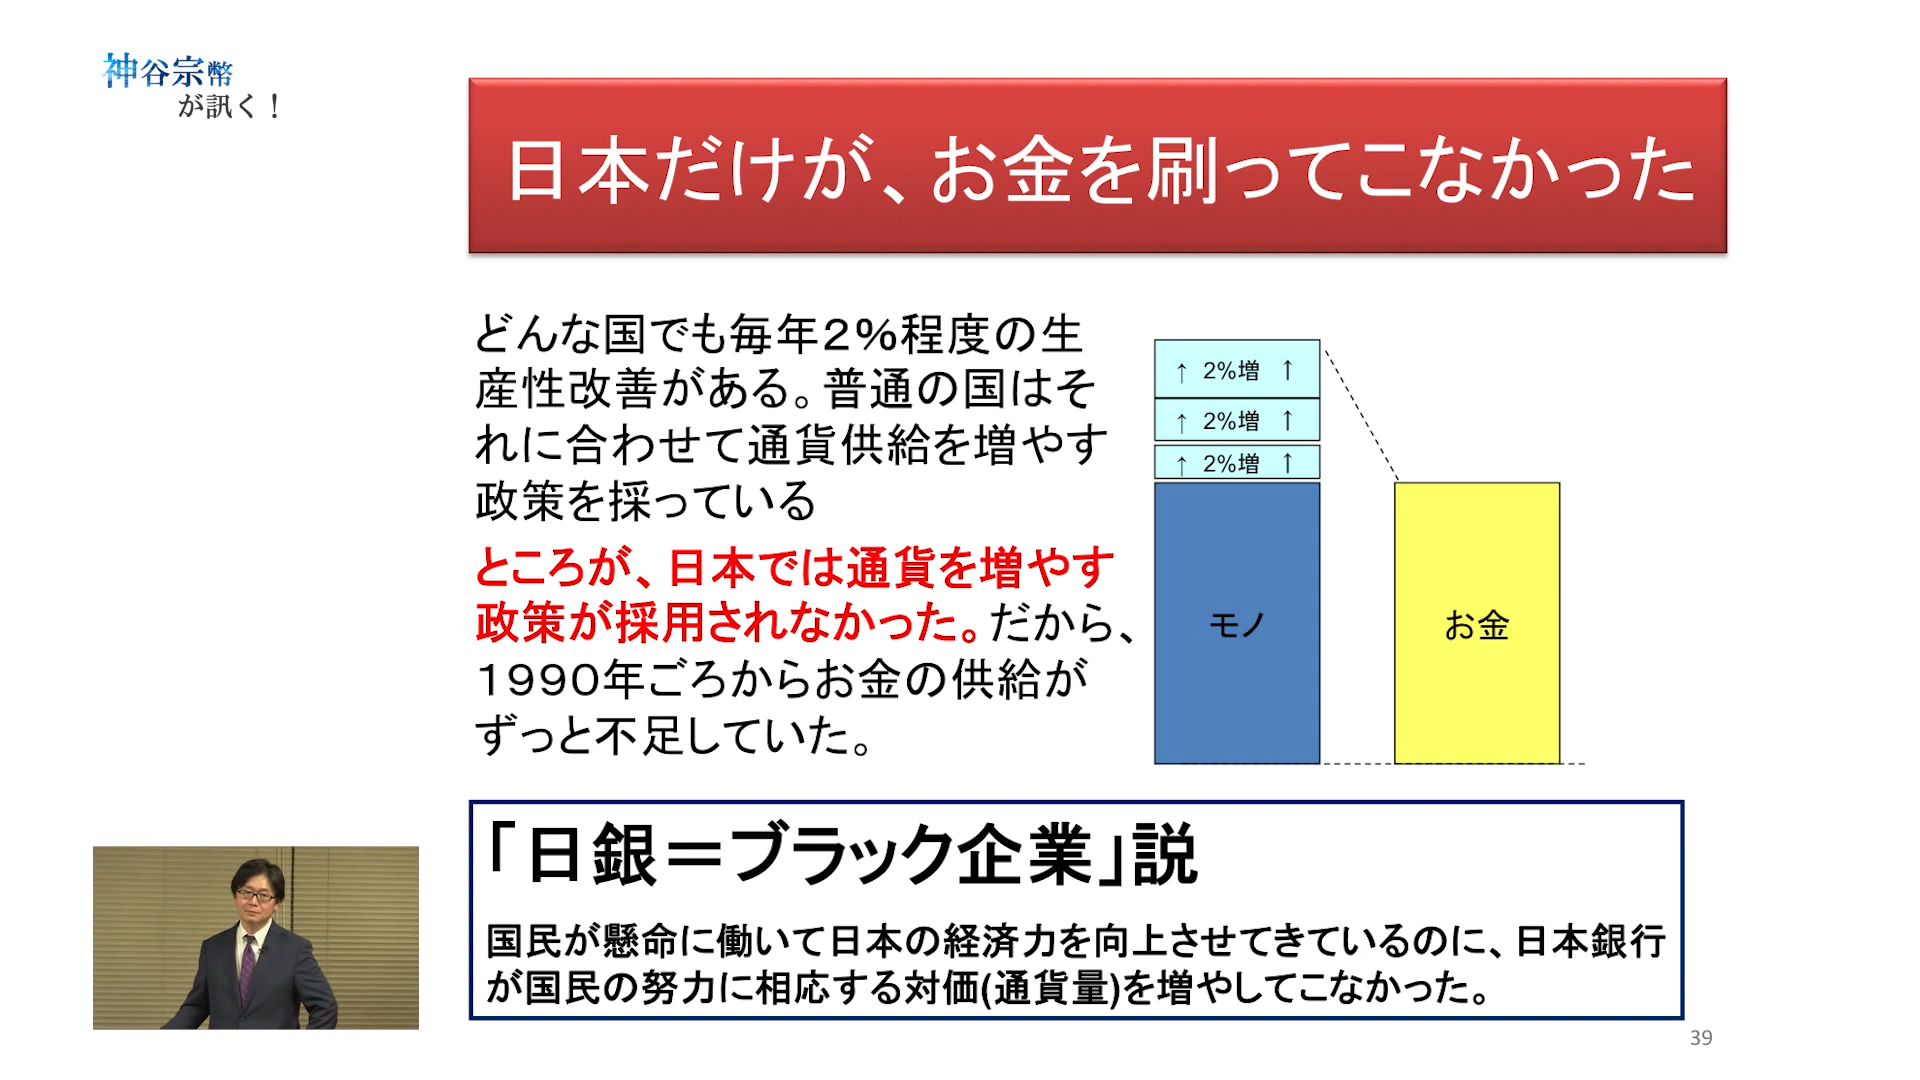 神谷宗幣
が訊く！
日本だけが、お金を刷ってこなかった
どんな国でも毎年２％程度の生
産性改善がある。普通の国はそ
れに合わせて通貨供給を増やす
政策を採っている
ところが、日本では通貨を増やす
政策が採用されなかった。だから、
１９９０年ごろからお金の供給が
ずっと不足していた。
↑ 2%増 ↑
↑ 2%増 ↑
↑ 2%増 ↑
モノ
お金
「日銀＝ブラック企業」説
国民が懸命に働いて日本の経済力を向上させてきているのに、日本銀行
が国民の努力に相応する対価(通貨量)を増やしてこなかった。
39